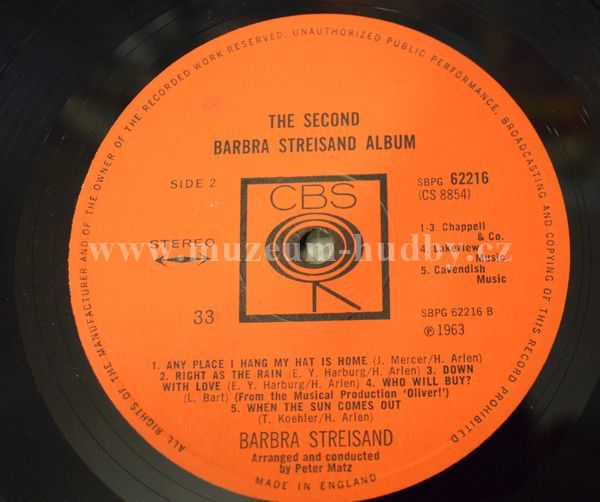 ALL RIGHTS OF THE MANUFACTURER AND OF THE OWNER OF THE RECORDED WORK RESERVED. UNAUTHORIZED PUBLIC PERFORMANCE, BROADCASTING AND COPYING OF THIS RECORD PROHIBITED
THE SECOND
BARBRA STREISAND ALBUM
SIDE 2
CBS
SBPG 62216
(CS 8854)
STEREO
1-3. Chappell
& Co.
4. Lakeview
Music
5. Cavendish
Music
www.muzeum-hudby.cz
33
SBPG 62216 B
℗ 1963
1. ANY PLACE I HANG MY HAT IS HOME (J. Mercer/H. Arlen)
2. RIGHT AS THE RAIN (E. Y. Harburg/H. Arlen) 3. DOWN
WITH LOVE (E. Y. Harburg/H. Arlen) 4. WHO WILL BUY?
(L. Bart) (From the Musical Production 'Oliver!')
5. WHEN THE SUN COMES OUT
(T. Koehler/H. Arlen)
BARBRA STREISAND
Arranged and conducted
by Peter Matz
MADE IN ENGLAND